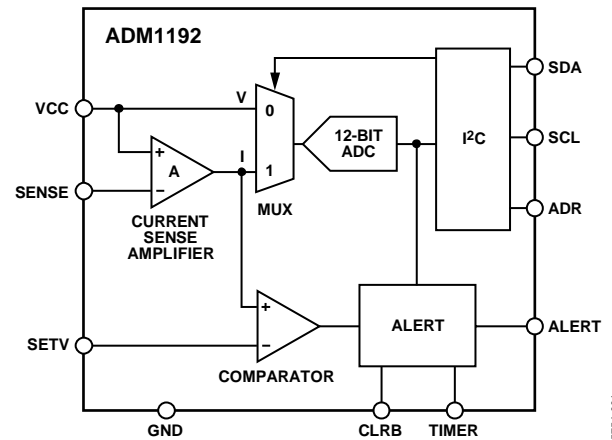 ADM1192
VCC
V
0
12-BIT
ADC
I²C
SDA
SCL
ADR
+
A
−
I
1
MUX
SENSE
CURRENT
SENSE
AMPLIFIER
+
−
SETV
COMPARATOR
ALERT
ALERT
GND
CLRB
TIMER